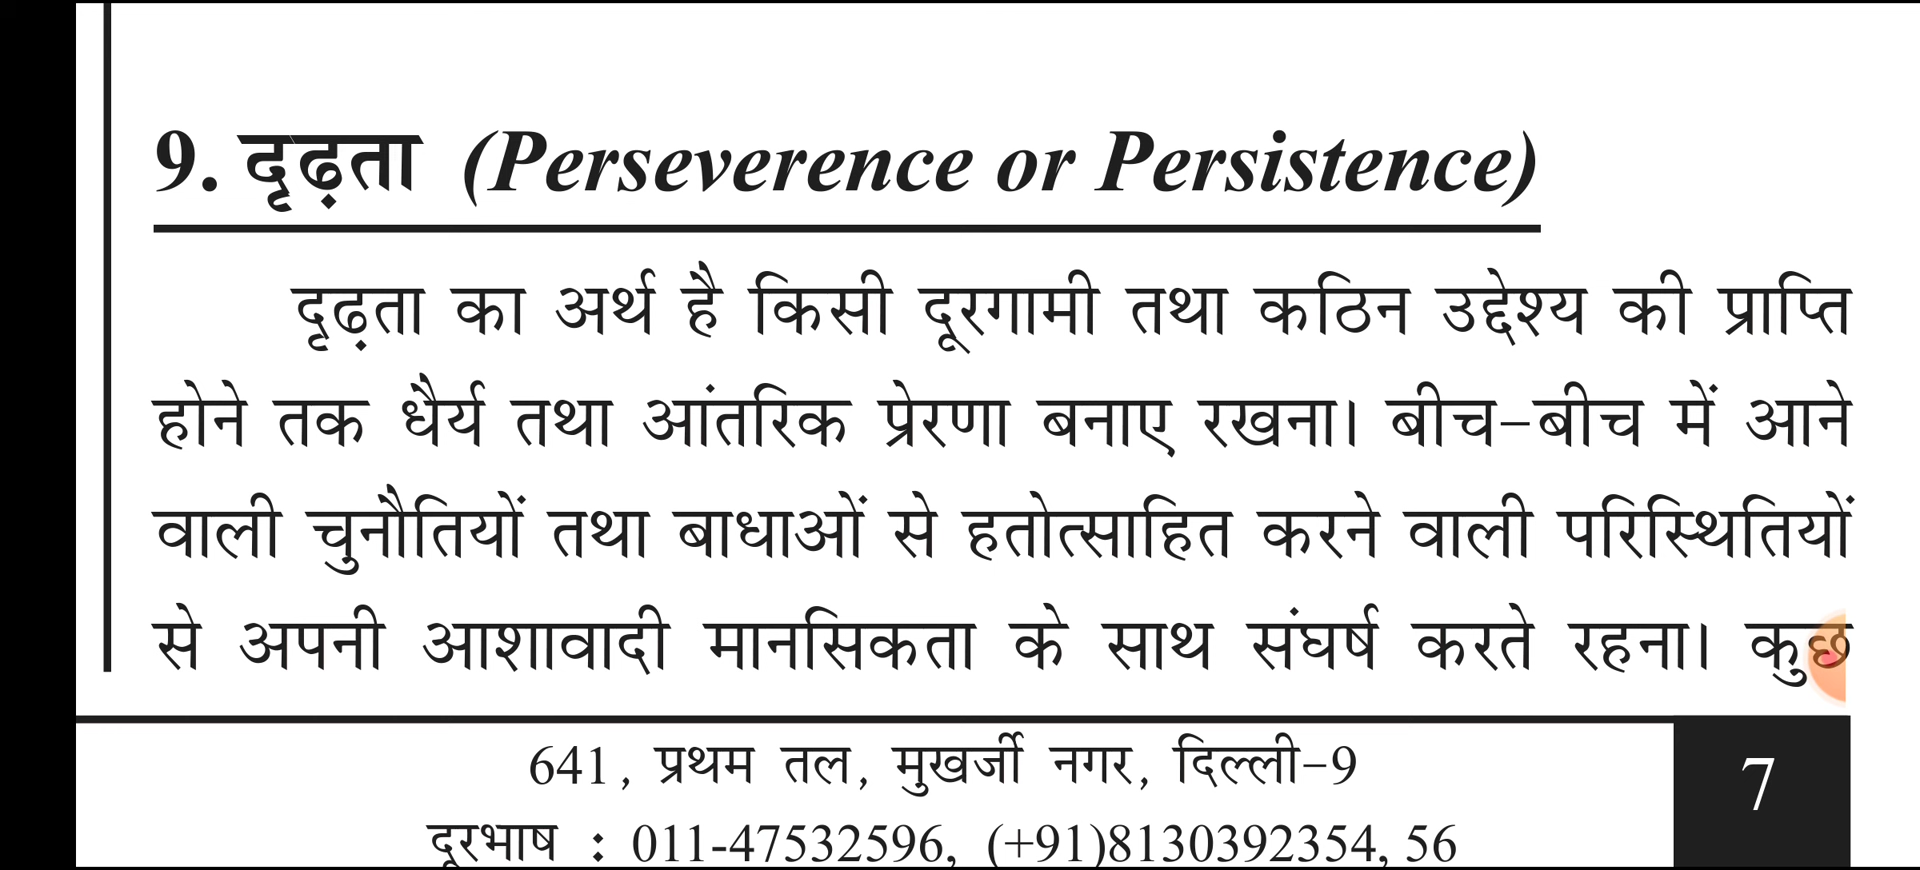 9. दृढ़ता (Perseverence or Persistence)
दृढ़ता का अर्थ है किसी दूरगामी तथा कठिन उद्देश्य की प्राप्ति
होने तक धैर्य तथा आंतरिक प्रेरणा बनाए रखना। बीच-बीच में आने
वाली चुनौतियों तथा बाधाओं से हतोत्साहित करने वाली परिस्थितियों
से अपनी आशावादी मानसिकता के साथ संघर्ष करते रहना। कुछ
641, प्रथम तल, मुखर्जी नगर, दिल्ली-9
7
दूरभाष : 011-47532596, (+91)8130392354, 56